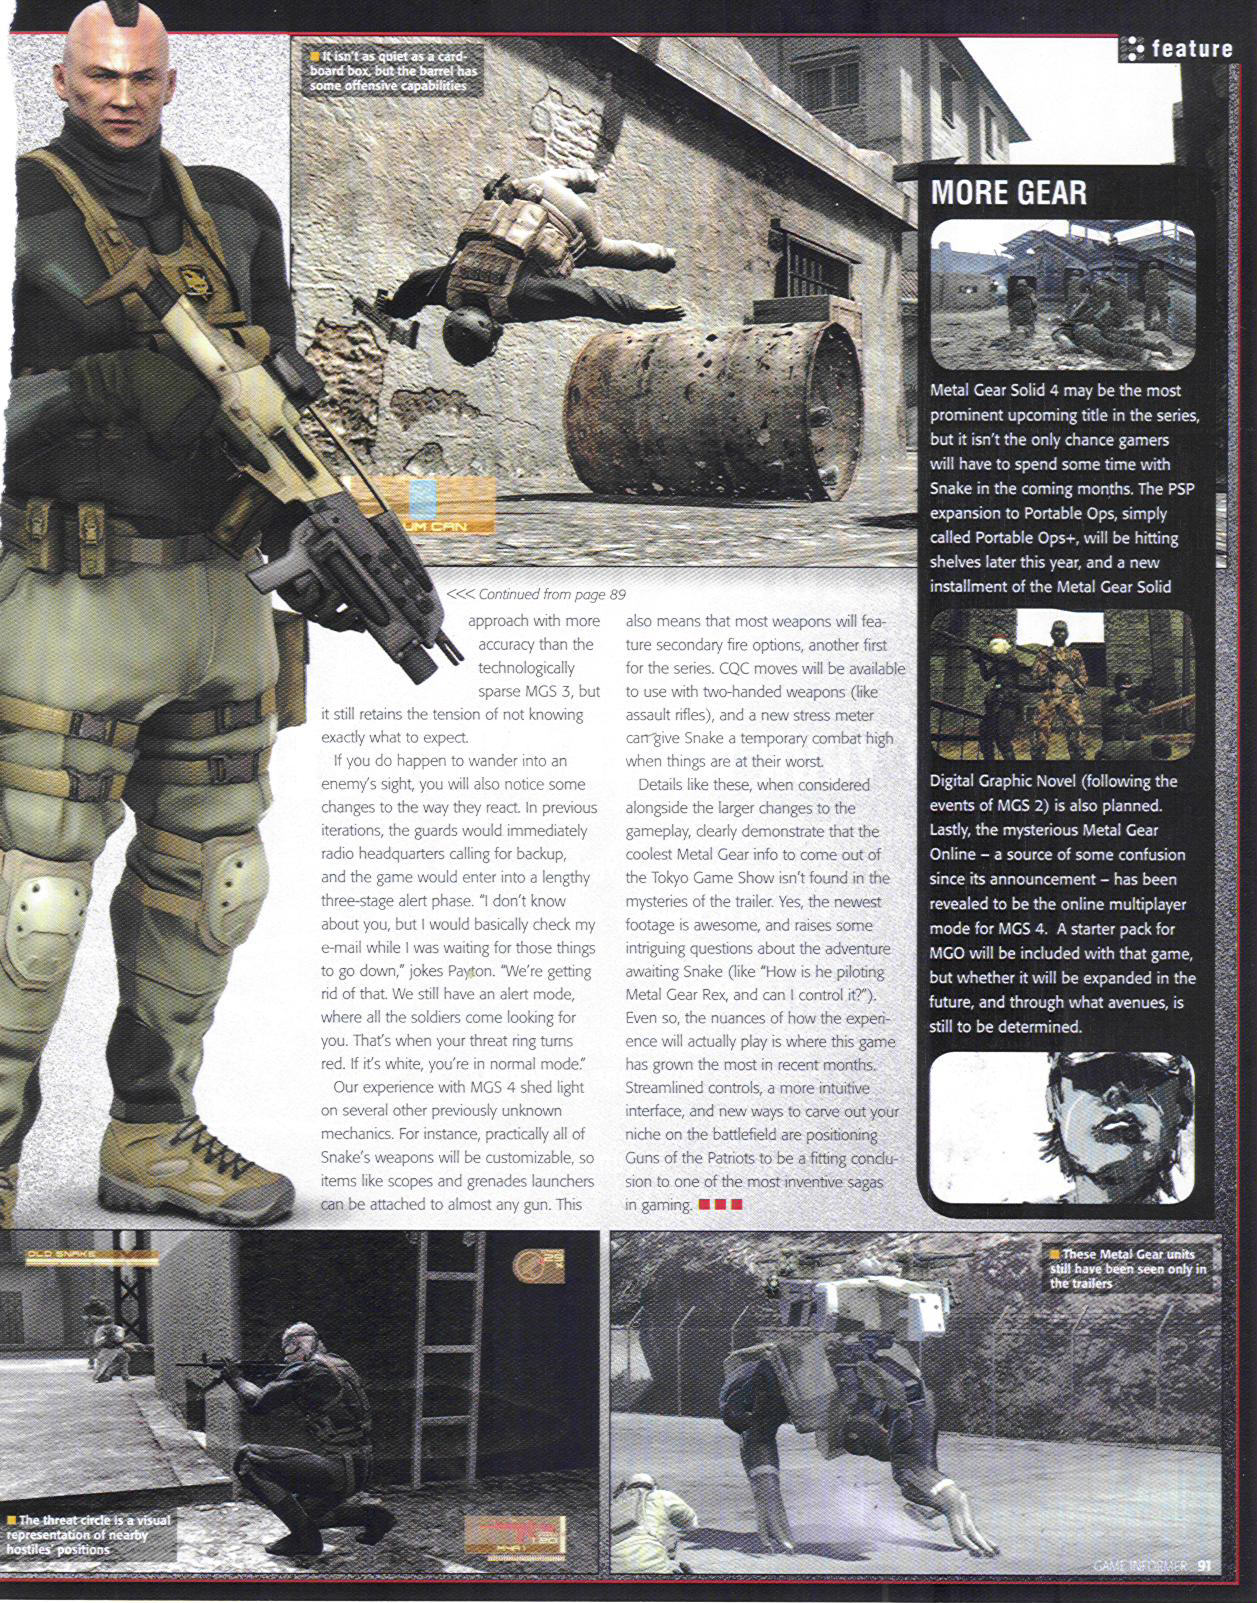 feature
It isn't as quiet as a card-
board box, but the barrel has
some offensive capabilities
UM CAN
<<< Continued from page 89
approach with more
accuracy than the
technologically
sparse MGS 3, but
it still retains the tension of not knowing
exactly what to expect.
If you do happen to wander into an
enemy's sight, you will also notice some
changes to the way they react. In previous
iterations, the guards would immediately
radio headquarters calling for backup,
and the game would enter into a lengthy
three-stage alert phase. "I don't know
about you, but I would basically check my
e-mail while I was waiting for those things
to go down," jokes Payton. "We're getting
rid of that. We still have an alert mode,
where all the soldiers come looking for
you. That's when your threat ring turns
red. If it's white, you're in normal mode."
Our experience with MGS 4 shed light
on several other previously unknown
mechanics. For instance, practically all of
Snake's weapons will be customizable, so
items like scopes and grenades launchers
can be attached to almost any gun. This
also means that most weapons will fea-
ture secondary fire options, another first
for the series. CQC moves will be available
to use with two-handed weapons (like
assault rifles), and a new stress meter
can give Snake a temporary combat high
when things are at their worst.
Details like these, when considered
alongside the larger changes to the
gameplay, clearly demonstrate that the
coolest Metal Gear info to come out of
the Tokyo Game Show isn't found in the
mysteries of the trailer. Yes, the newest
footage is awesome, and raises some
intriguing questions about the adventure
awaiting Snake (like "How is he piloting
Metal Gear Rex, and can I control it?").
Even so, the nuances of how the experi-
ence will actually play is where this game
has grown the most in recent months.
Streamlined controls, a more intuitive
interface, and new ways to carve out your
niche on the battlefield are positioning
Guns of the Patriots to be a fitting conclu-
sion to one of the most inventive sagas
in gaming.
MORE GEAR
Metal Gear Solid 4 may be the most
prominent upcoming title in the series,
but it isn't the only chance gamers
will have to spend some time with
Snake in the coming months. The PSP
expansion to Portable Ops, simply
called Portable Ops+, will be hitting
shelves later this year, and a new
installment of the Metal Gear Solid
Digital Graphic Novel (following the
events of MGS 2) is also planned.
Lastly, the mysterious Metal Gear
Online – a source of some confusion
since its announcement – has been
revealed to be the online multiplayer
mode for MGS 4. A starter pack for
MGO will be included with that game,
but whether it will be expanded in the
future, and through what avenues, is
still to be determined.
OLD SNAKE
The threat circle is a visual
representation of nearby
hostiles' positions
M4A1
These Metal Gear units
still have been seen only in
the trailers
GAME INFORMER 91